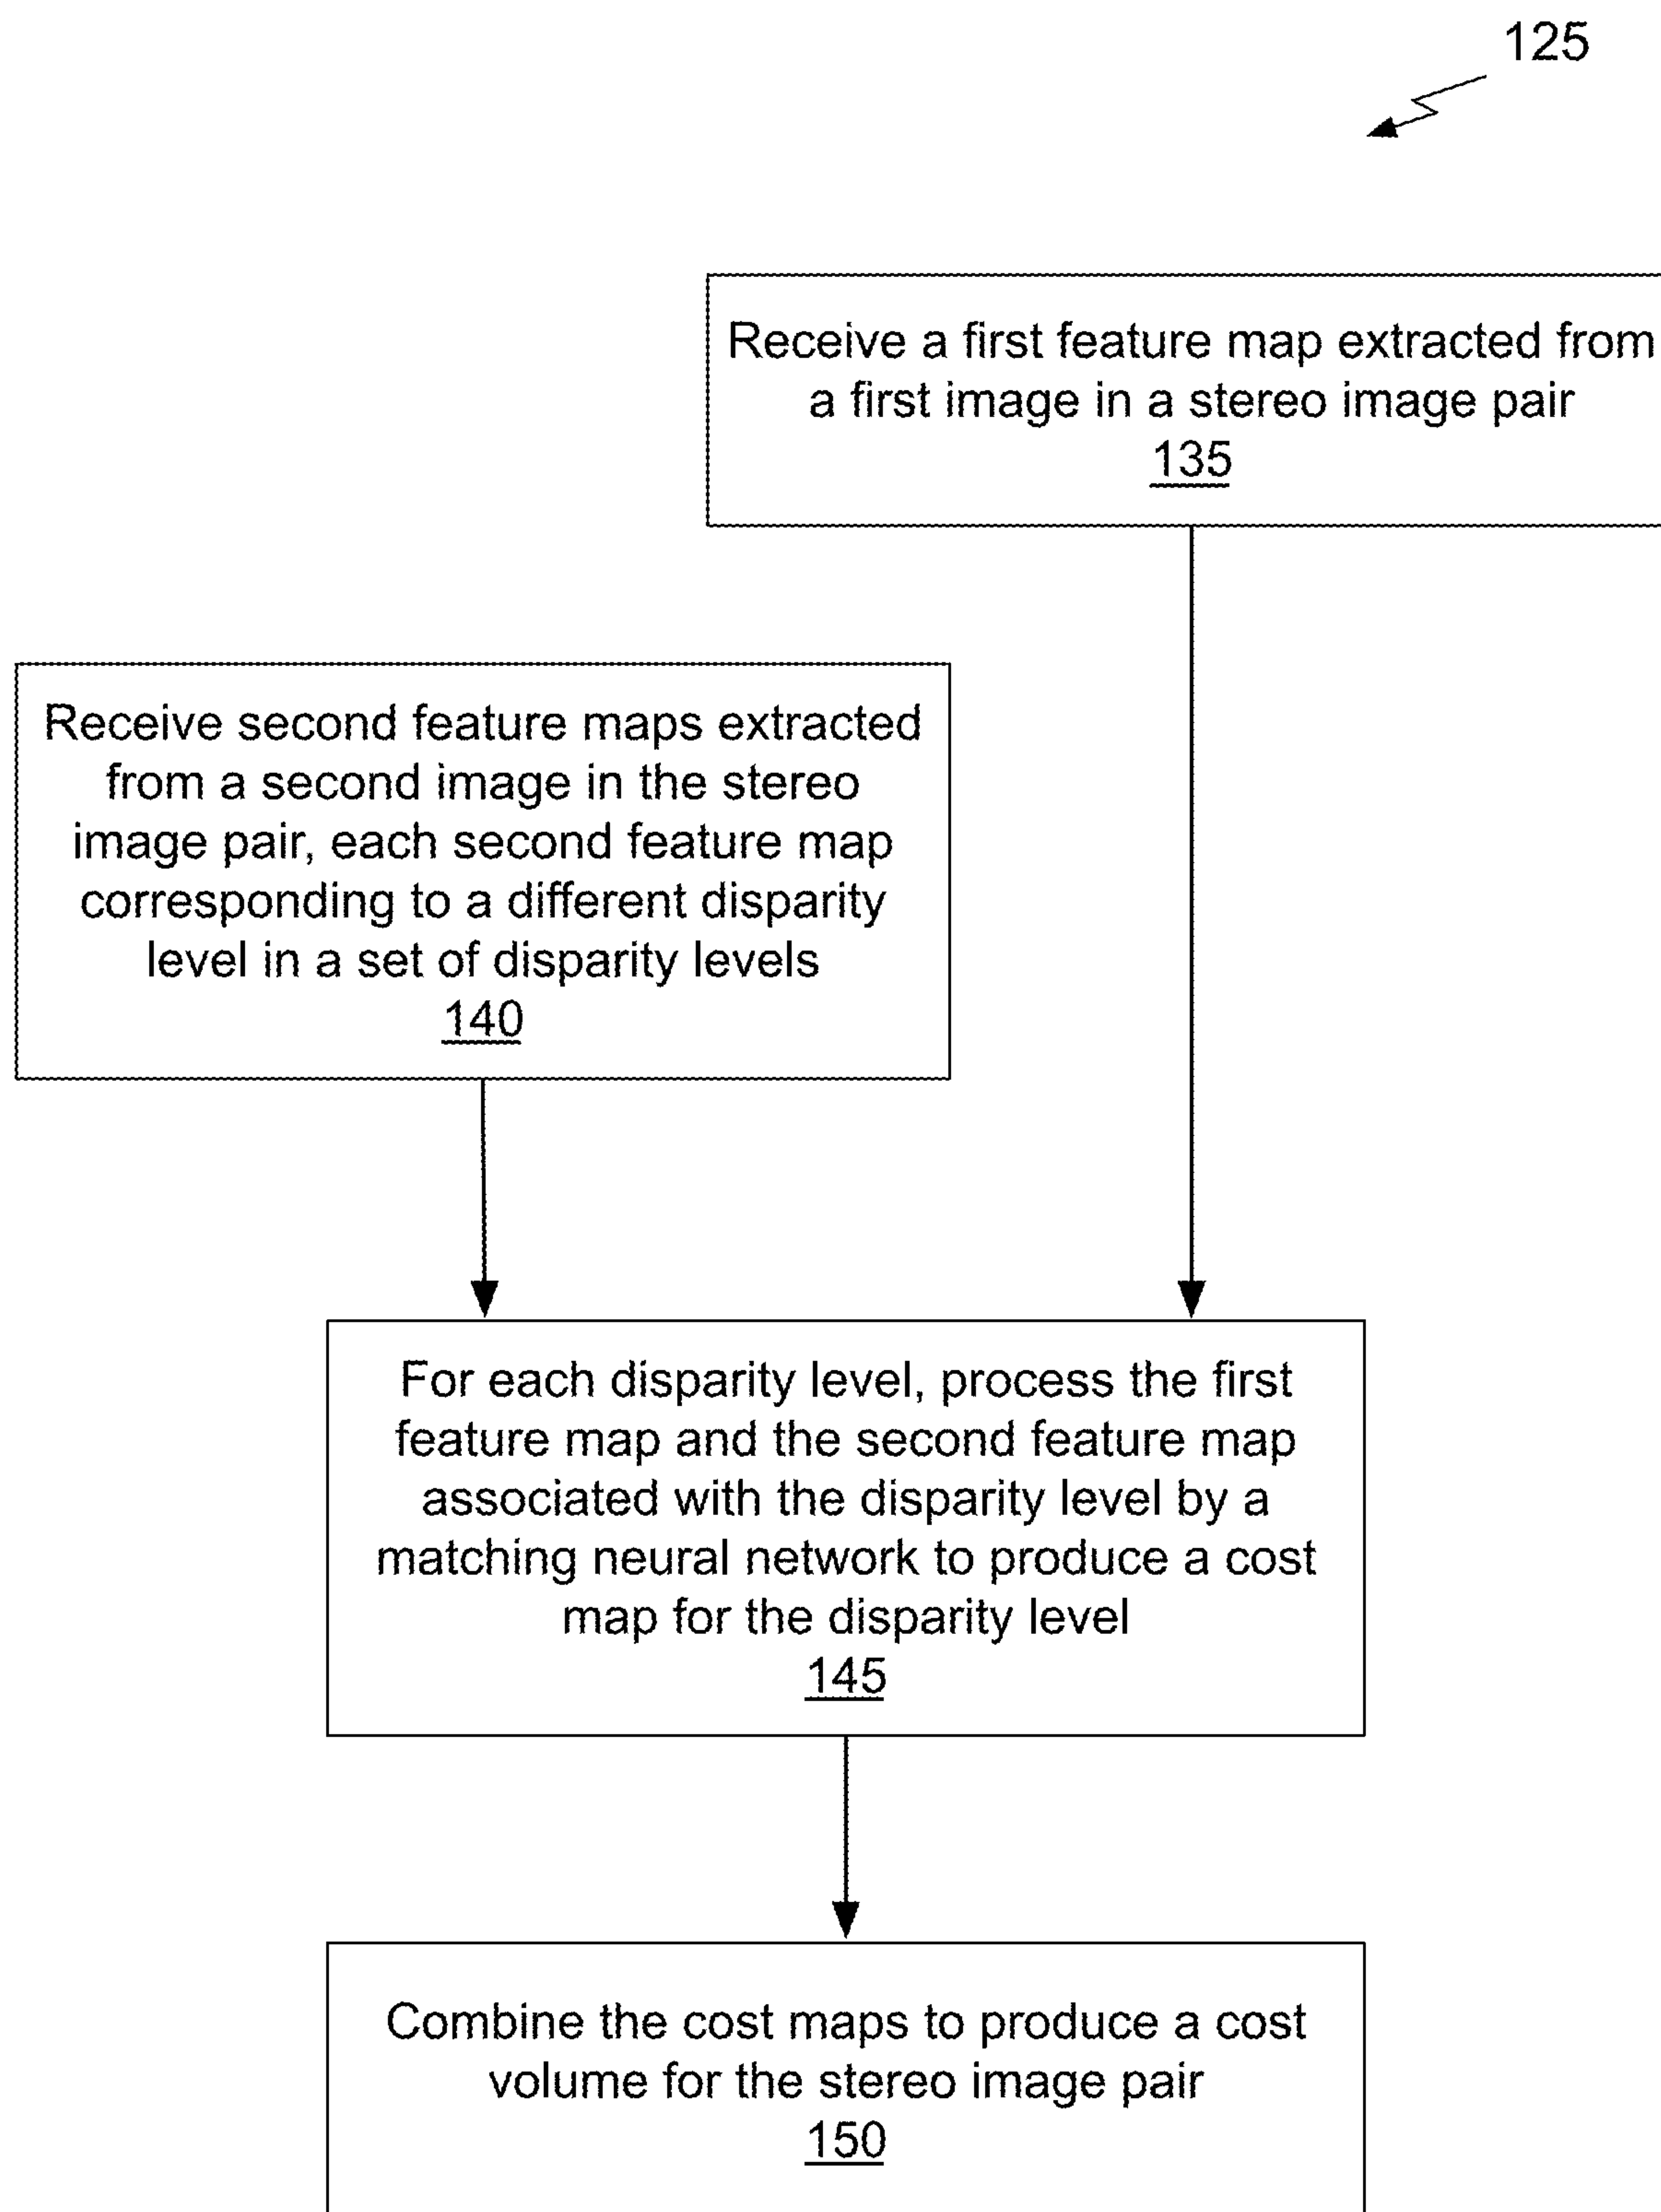 125
Receive a first feature map extracted from
a first image in a stereo image pair
135
Receive second feature maps extracted
from a second image in the stereo
image pair, each second feature map
corresponding to a different disparity
level in a set of disparity levels
140
For each disparity level, process the first
feature map and the second feature map
associated with the disparity level by a
matching neural network to produce a cost
map for the disparity level
145
Combine the cost maps to produce a cost
volume for the stereo image pair
150